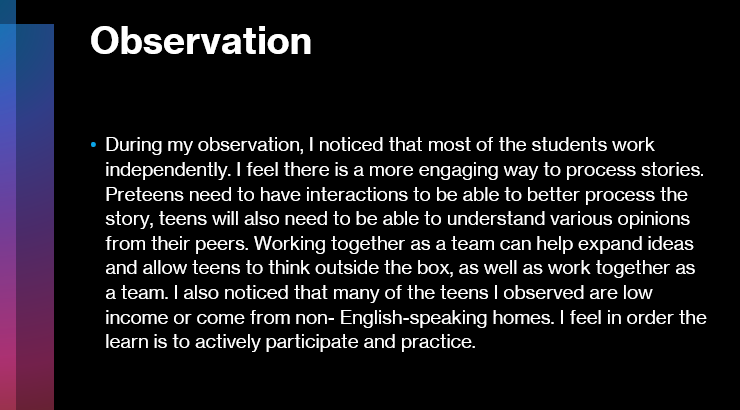 Observation
• During my observation, I noticed that most of the students work
independently. I feel there is a more engaging way to process stories.
Preteens need to have interactions to be able to better process the
story, teens will also need to be able to understand various opinions
from their peers. Working together as a team can help expand ideas
and allow teens to think outside the box, as well as work together as
a team. I also noticed that many of the teens I observed are low
income or come from non- English-speaking homes. I feel in order the
learn is to actively participate and practice.